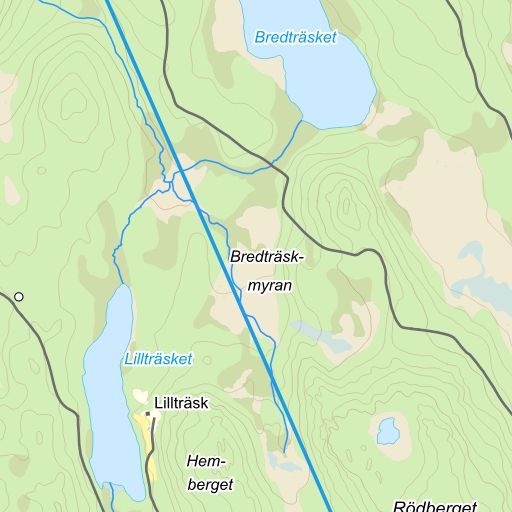 Bredträsket
Bredträsk-
myran
Lillträsket
Lillträsk
Hem-
berget
Rödberget